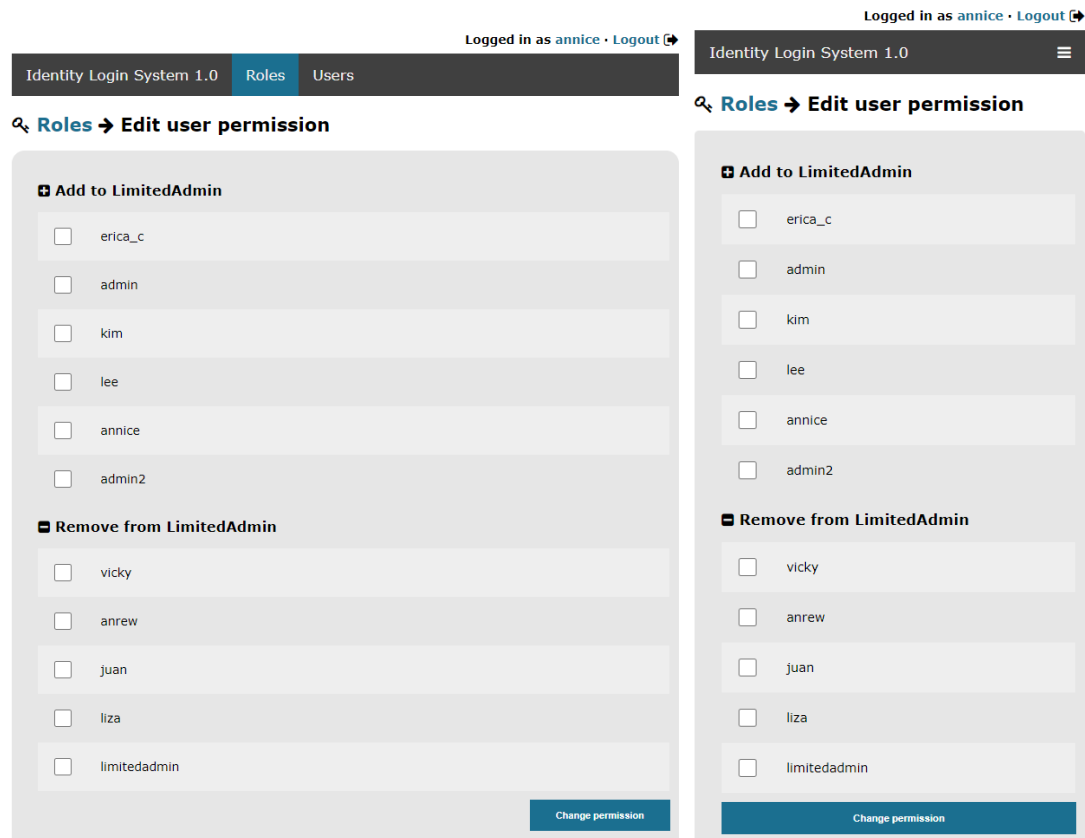 Logged in as annice · Logout
Identity Login System 1.0 Roles Users
Roles → Edit user permission
Add to LimitedAdmin
erica_c
admin
kim
lee
annice
admin2
Remove from LimitedAdmin
vicky
anrew
juan
liza
limitedadmin
Change permission
Logged in as annice · Logout
Identity Login System 1.0
Roles → Edit user permission
Add to LimitedAdmin
erica_c
admin
kim
lee
annice
admin2
Remove from LimitedAdmin
vicky
anrew
juan
liza
limitedadmin
Change permission